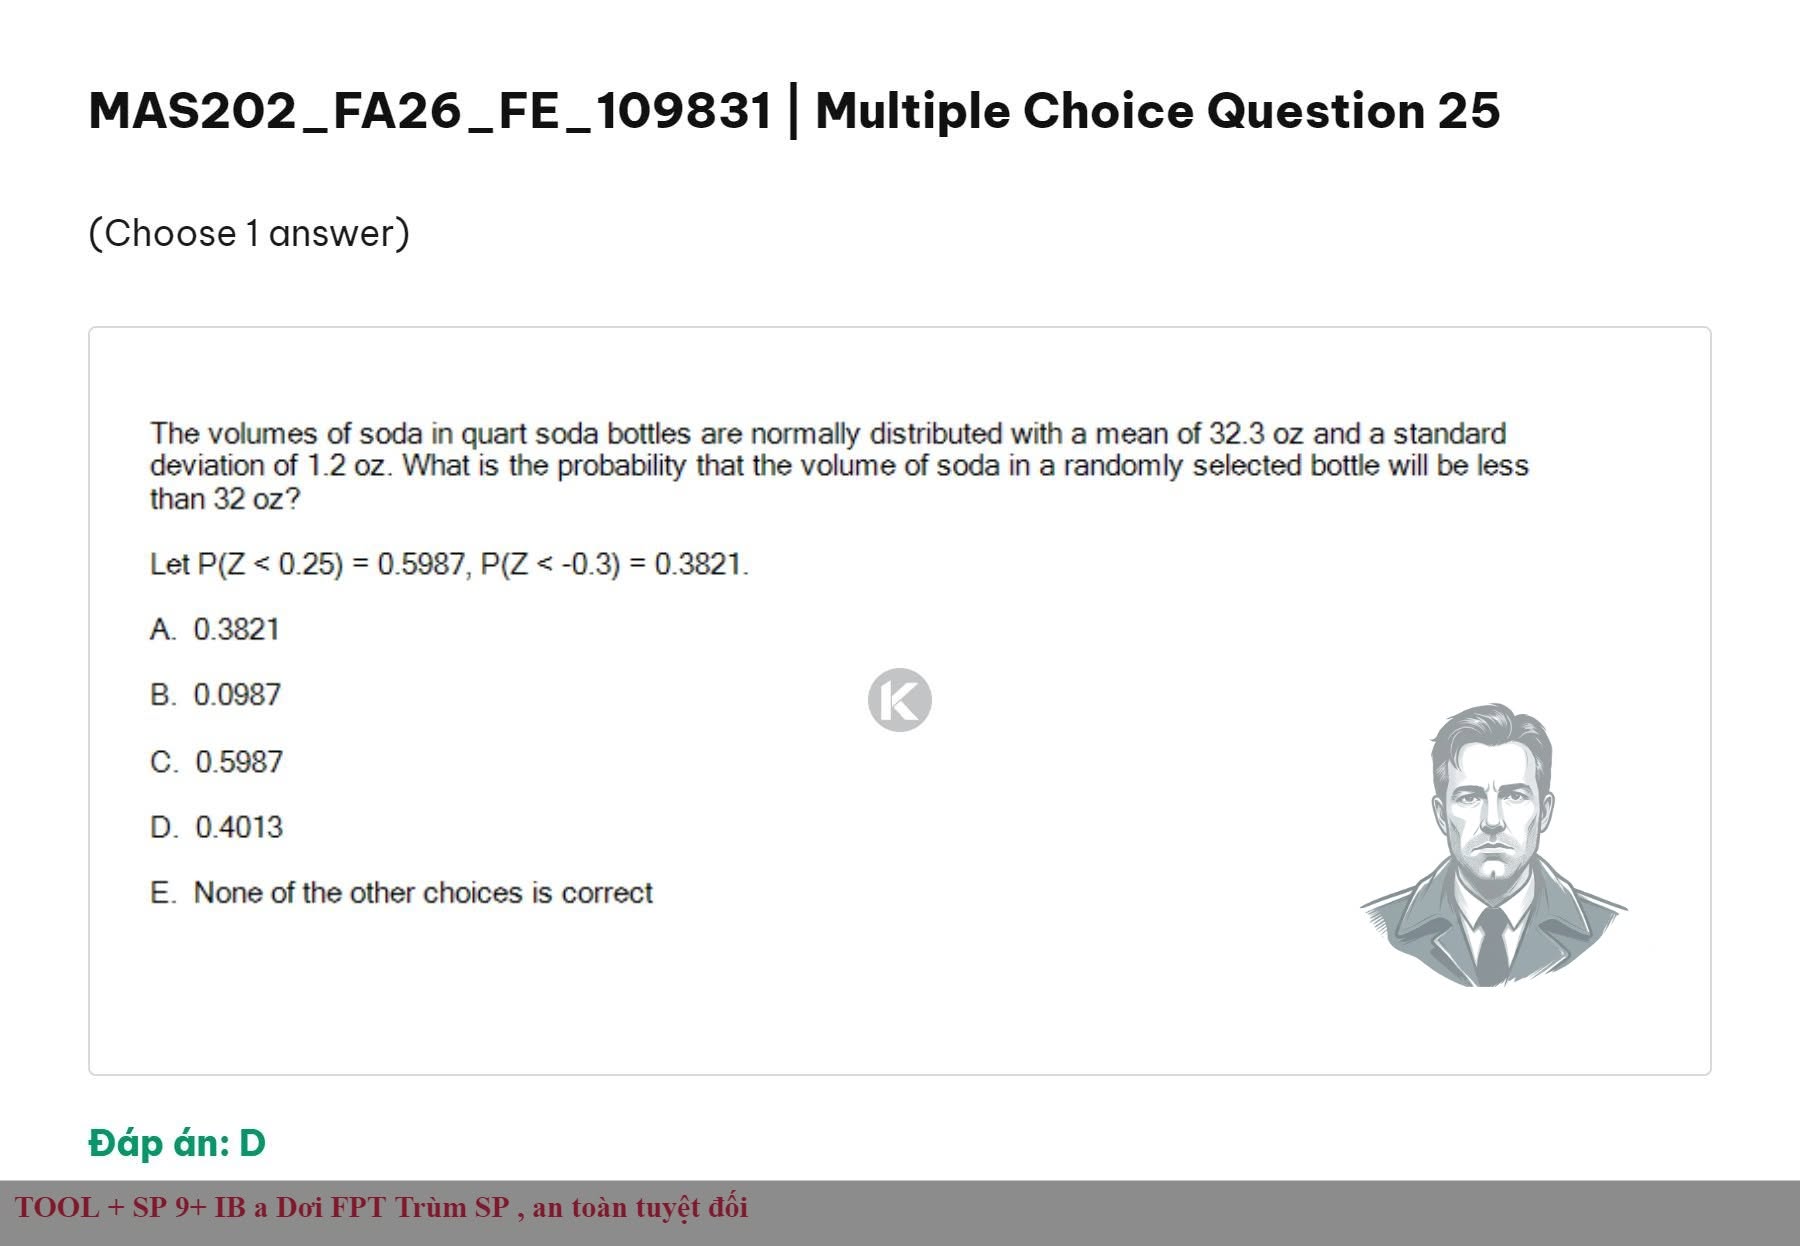 MAS202_FA26_FE_109831 | Multiple Choice Question 25
(Choose 1 answer)
The volumes of soda in quart soda bottles are normally distributed with a mean of 32.3 oz and a standard
deviation of 1.2 oz. What is the probability that the volume of soda in a randomly selected bottle will be less
than 32 oz?
Let P(Z < 0.25) = 0.5987, P(Z < -0.3) = 0.3821.
A. 0.3821
B. 0.0987
K
C. 0.5987
D. 0.4013
E. None of the other choices is correct
Đáp án: D
TOOL + SP 9+ IB a Dơi FPT Trùm SP , an toàn tuyệt đối